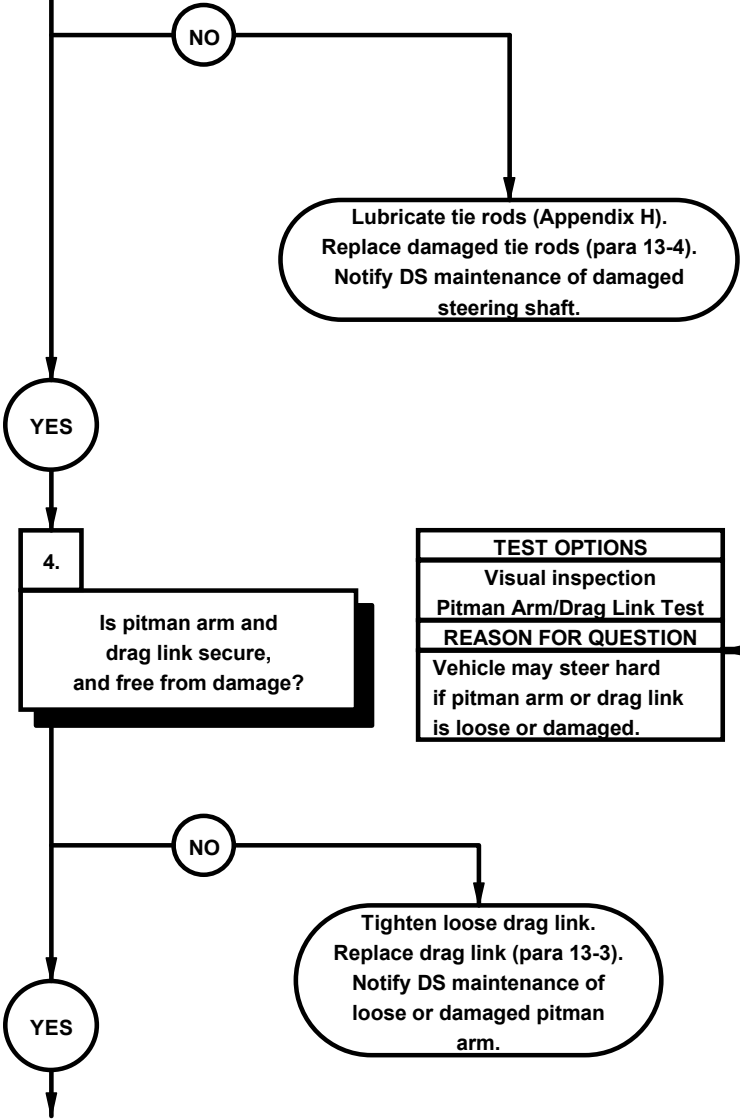 NO
Lubricate tie rods (Appendix H).
Replace damaged tie rods (para 13-4).
Notify DS maintenance of damaged
steering shaft.
YES
4.
Is pitman arm and
drag link secure,
and free from damage?
TEST OPTIONS
Visual inspection
Pitman Arm/Drag Link Test
REASON FOR QUESTION
Vehicle may steer hard
if pitman arm or drag link
is loose or damaged.
NO
Tighten loose drag link.
Replace drag link (para 13-3).
Notify DS maintenance of
loose or damaged pitman
arm.
YES